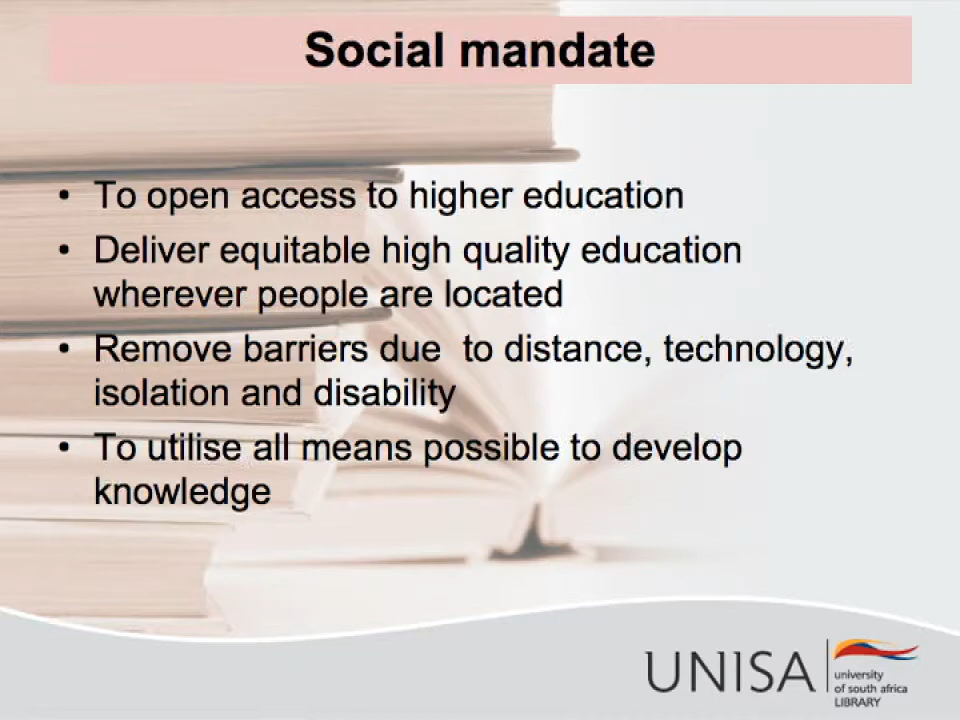 Social mandate
• To open access to higher education
• Deliver equitable high quality education
wherever people are located
• Remove barriers due  to distance, technology,
isolation and disability
• To utilise all means possible to develop
knowledge
UNISA
university
of south africa
LIBRARY